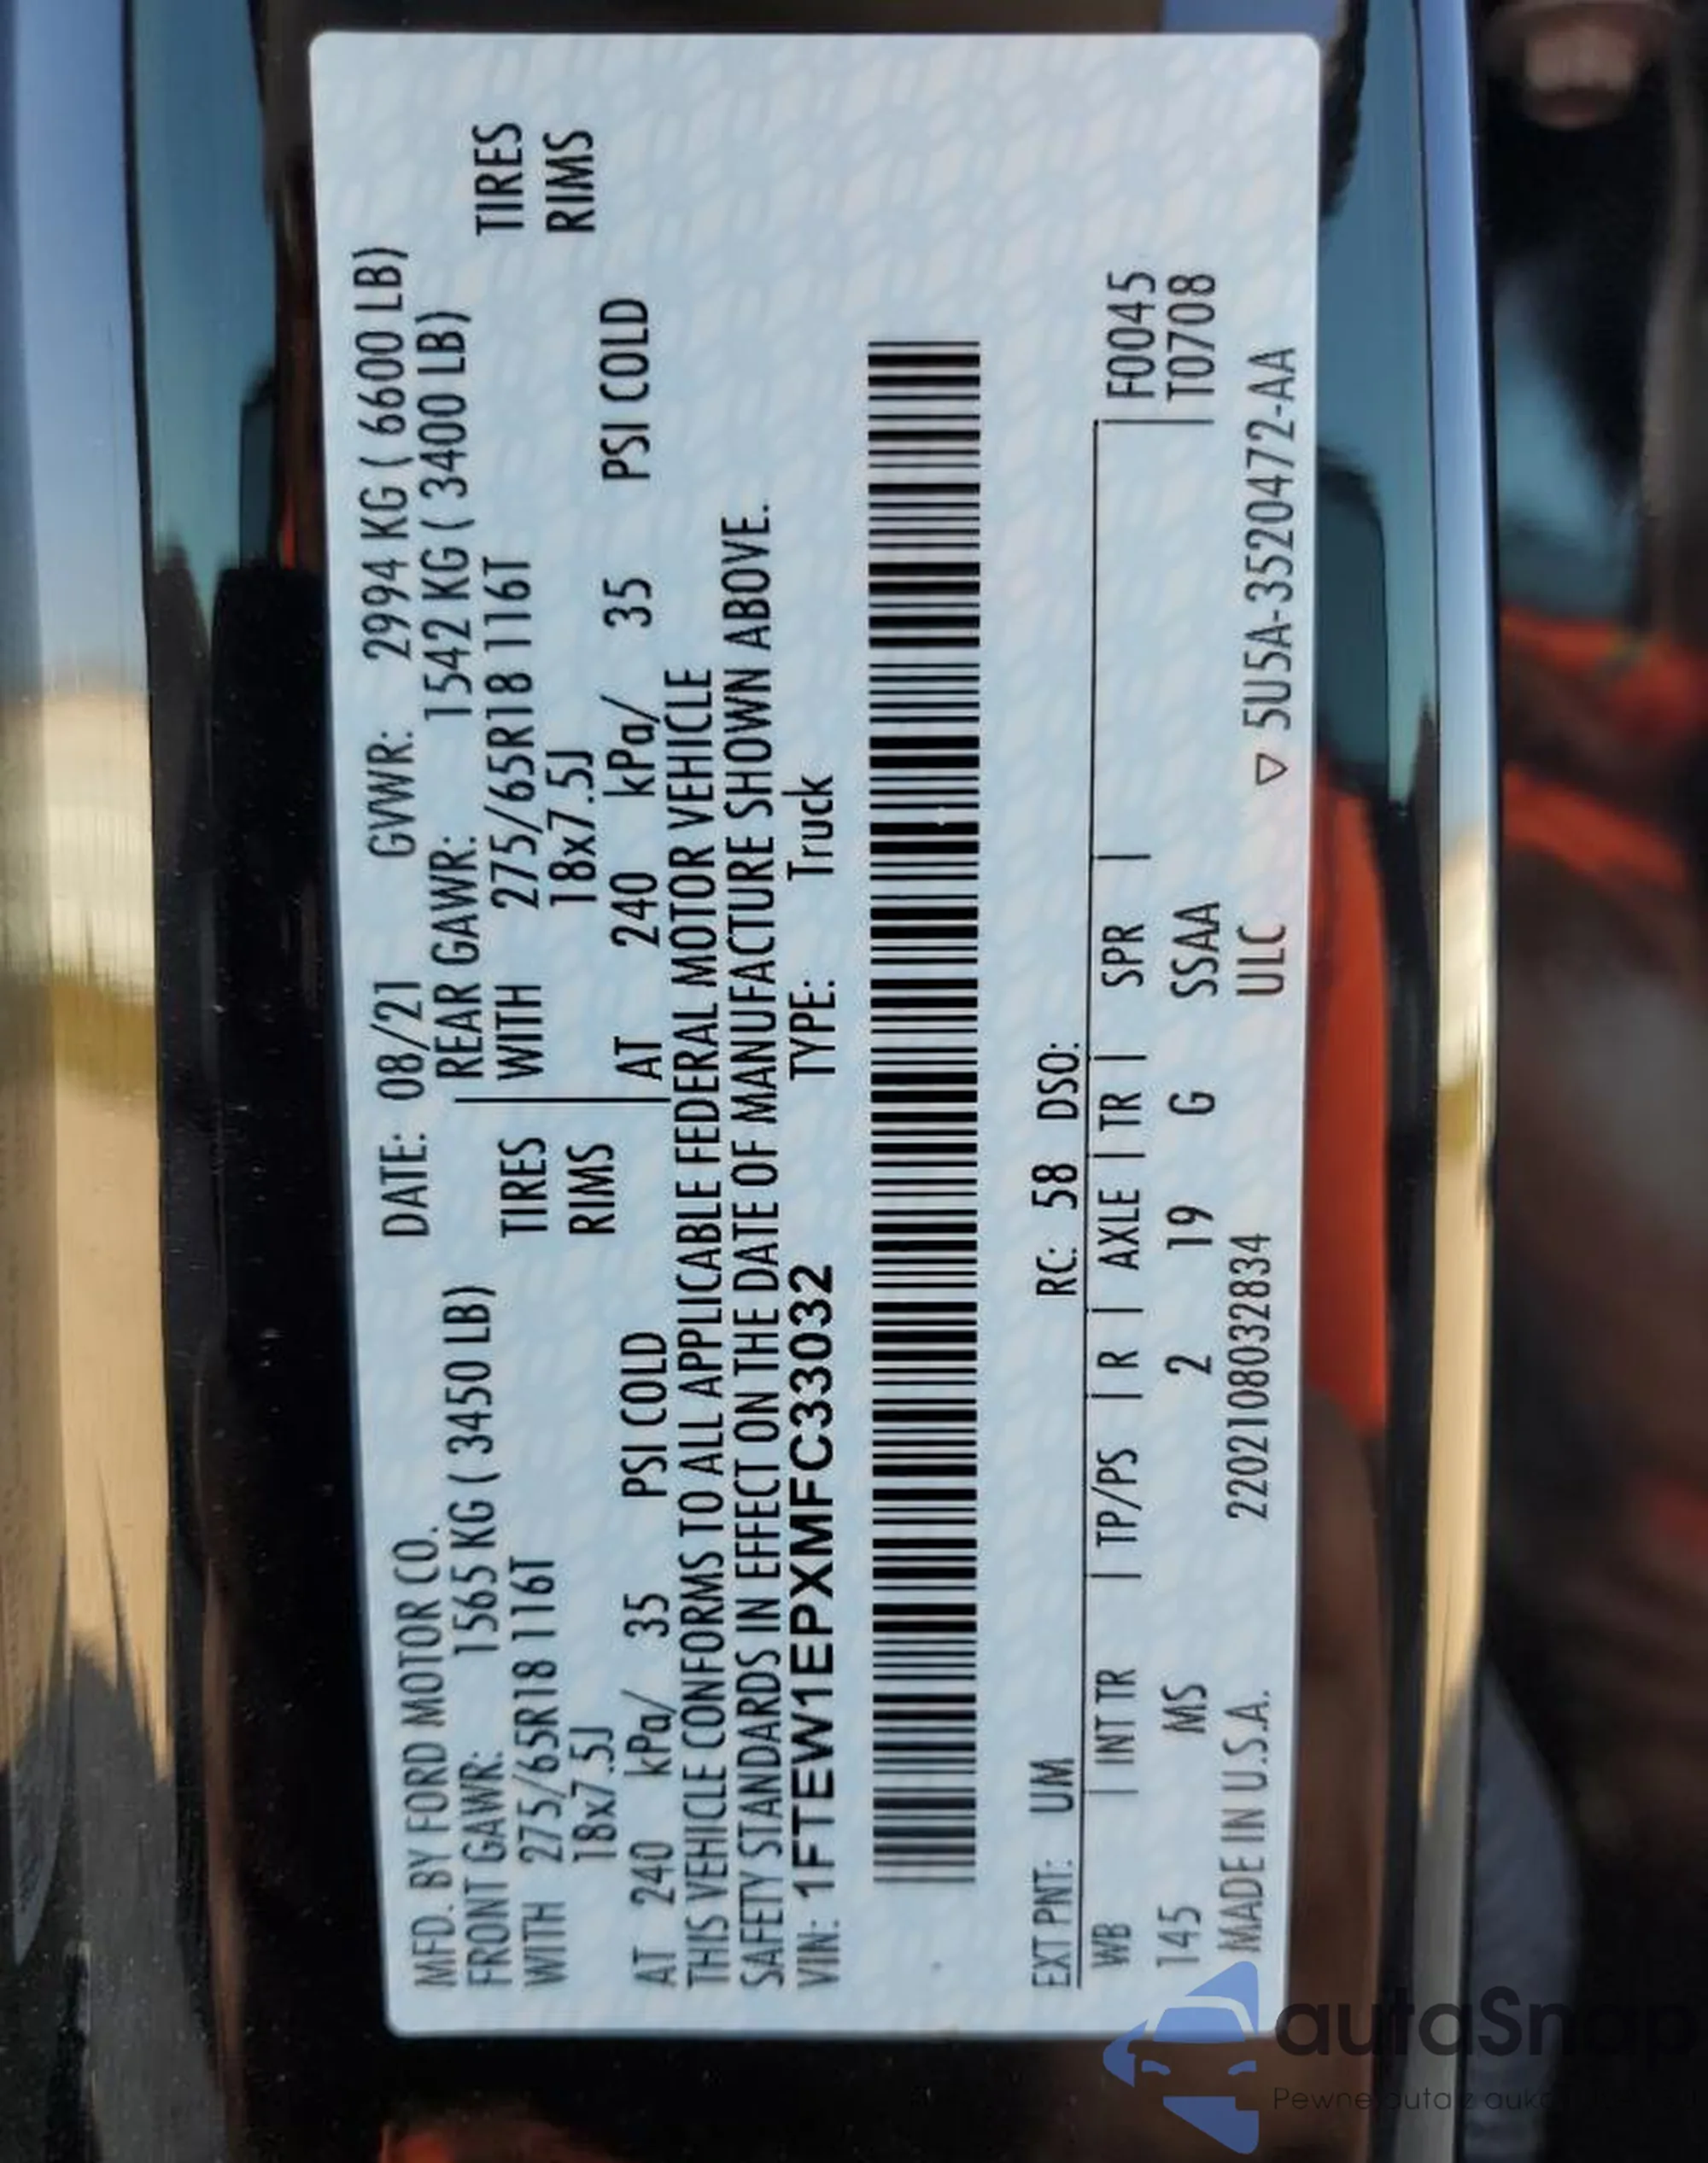 MFD. BY FORD MOTOR CO. DATE: 08/21 GVWR: 2994 KG ( 6600 LB)
FRONT GAWR: 1565 KG ( 3450 LB) REAR GAWR: 1542 KG ( 3400 LB)
WITH 275/65R18 116T TIRES WITH 275/65R18 116T TIRES
18x7.5J RIMS 18x7.5J RIMS
AT 240 kPa/ 35 PSI COLD AT 240 kPa/ 35 PSI COLD
THIS VEHICLE CONFORMS TO ALL APPLICABLE FEDERAL MOTOR VEHICLE
SAFETY STANDARDS IN EFFECT ON THE DATE OF MANUFACTURE SHOWN ABOVE.
VIN: 1FTEW1EPXMFC33032 TYPE: Truck
EXT PNT: UM RC: 58 DSO:
WB | INT TR | TP/PS | R | AXLE | TR | SPR | F0045
145 MS 2 19 G SSAA T0708
MADE IN U.S.A. 220210803283​4 ULC ▽ 5U5A-3520472-AA
autaSnap
Pewne auta z